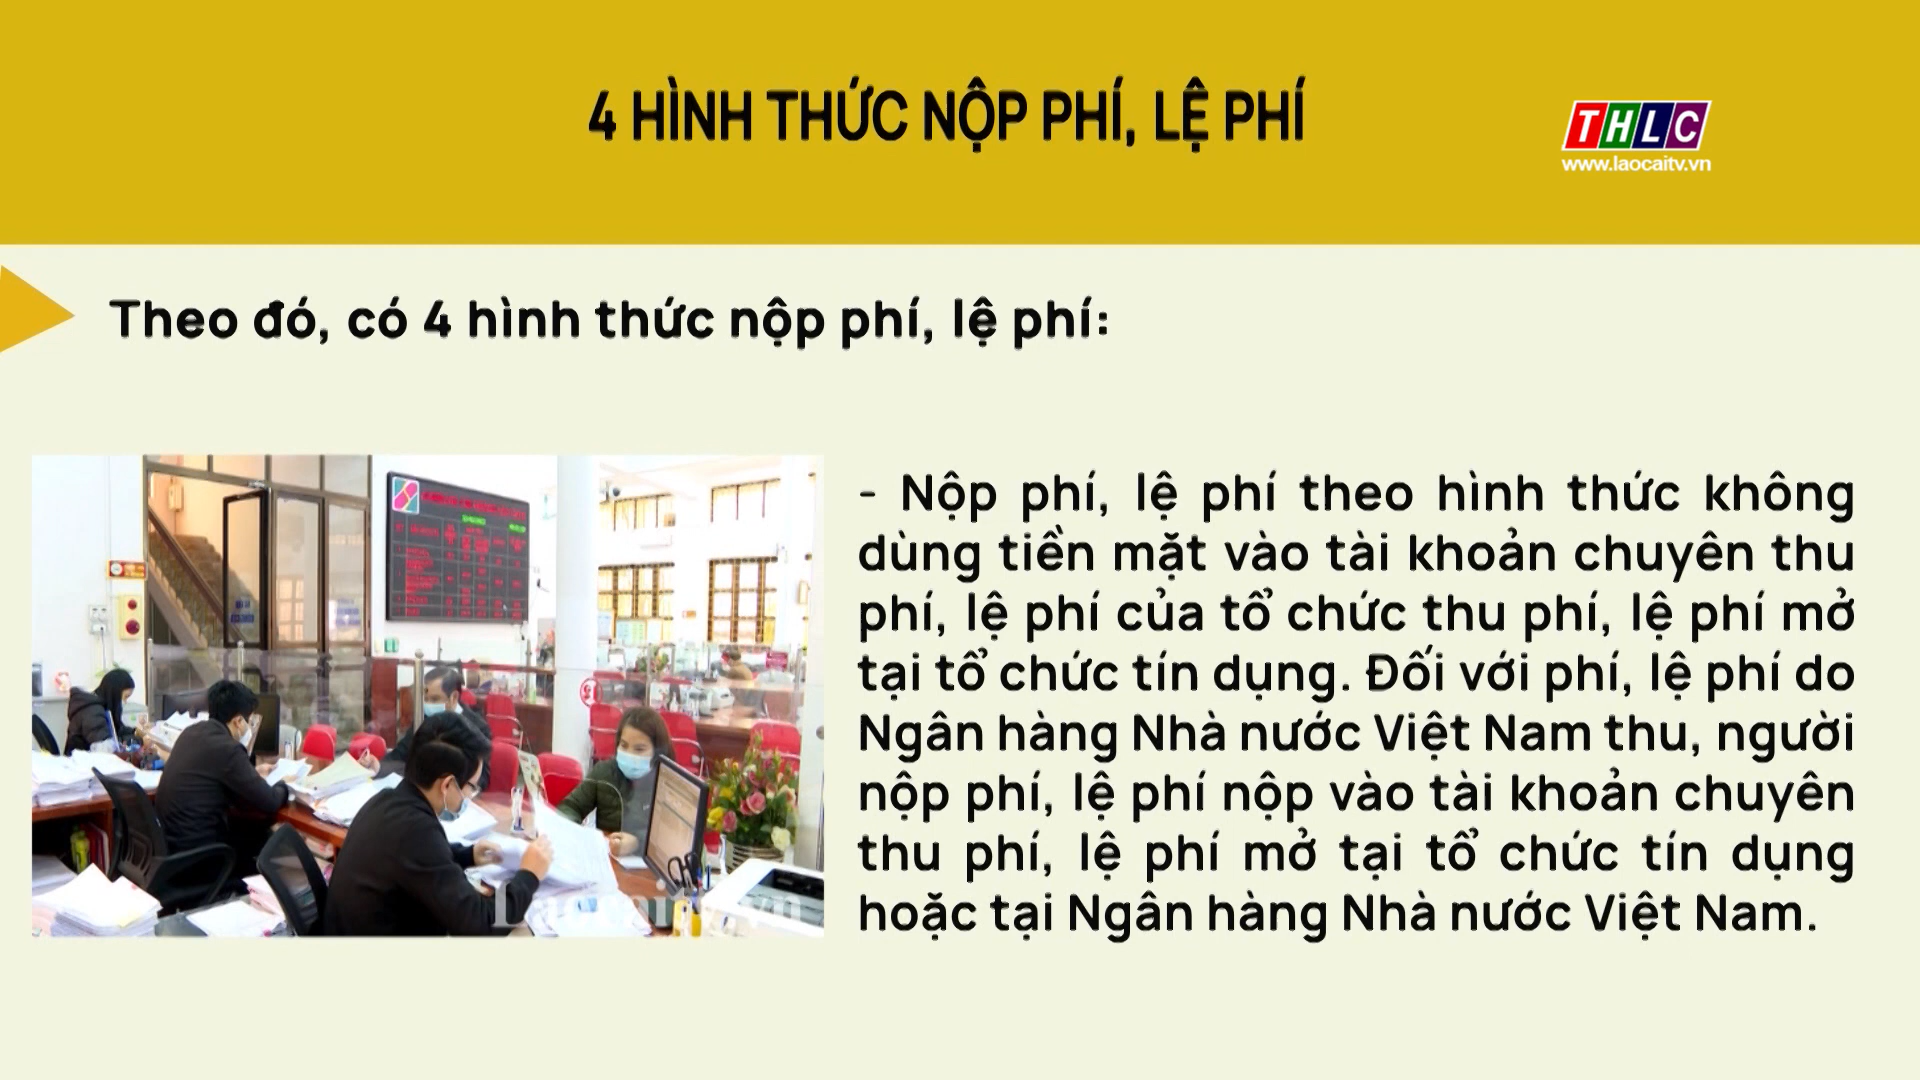 4 HÌNH THỨC NỘP PHÍ, LỆ PHÍ
THLC
www.laocaitv.vn
Theo đó, có 4 hình thức nộp phí, lệ phí:
- Nộp phí, lệ phí theo hình thức không
dùng tiền mặt vào tài khoản chuyên thu
phí, lệ phí của tổ chức thu phí, lệ phí mở
tại tổ chức tín dụng. Đối với phí, lệ phí do
Ngân hàng Nhà nước Việt Nam thu, người
nộp phí, lệ phí nộp vào tài khoản chuyên
thu phí, lệ phí mở tại tổ chức tín dụng
hoặc tại Ngân hàng Nhà nước Việt Nam.
Laocaitv.vn